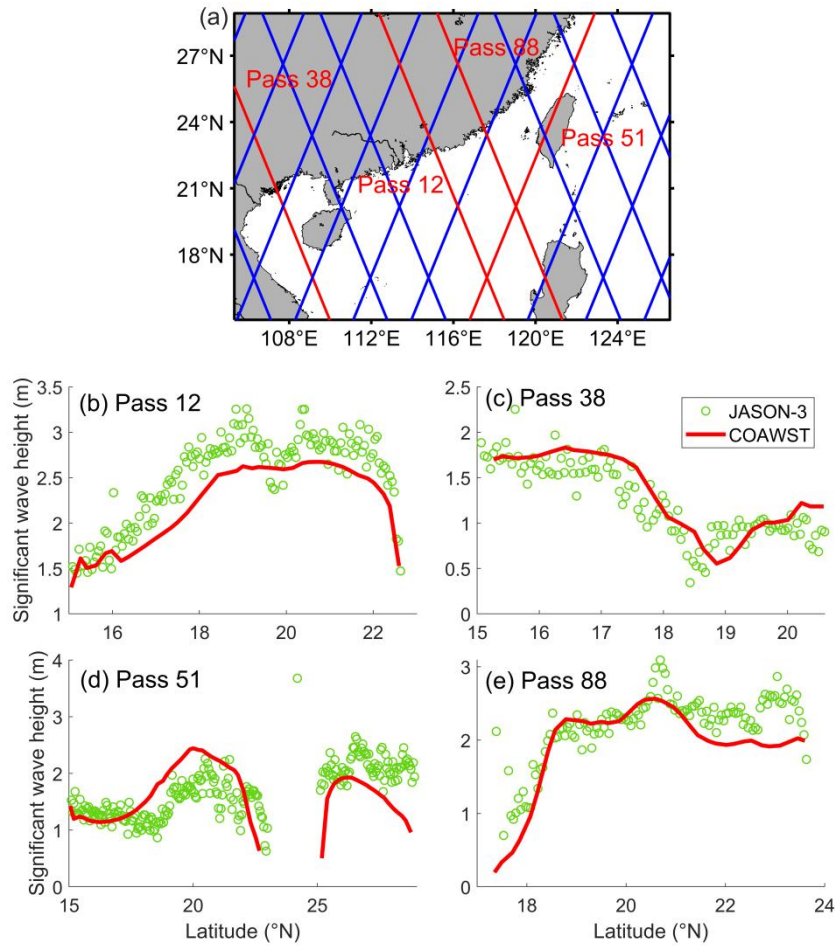 (a)
27°N
24°N
21°N
18°N
Pass 88
Pass 38
Pass 51
Pass 12
108°E 112°E 116°E 120°E 124°E
(b) Pass 12
Significant wave height (m)
3.5
3
2.5
2
1.5
1
16 18 20 22
(c) Pass 38
JASON-3
COAWST
2.5
2
1.5
1
0.5
0
15 16 17 18 19 20
(d) Pass 51
Significant wave height (m)
4
3
2
1
0
15 20 25
Latitude (°N)
(e) Pass 88
3
2
1
0
18 20 22 24
Latitude (°N)